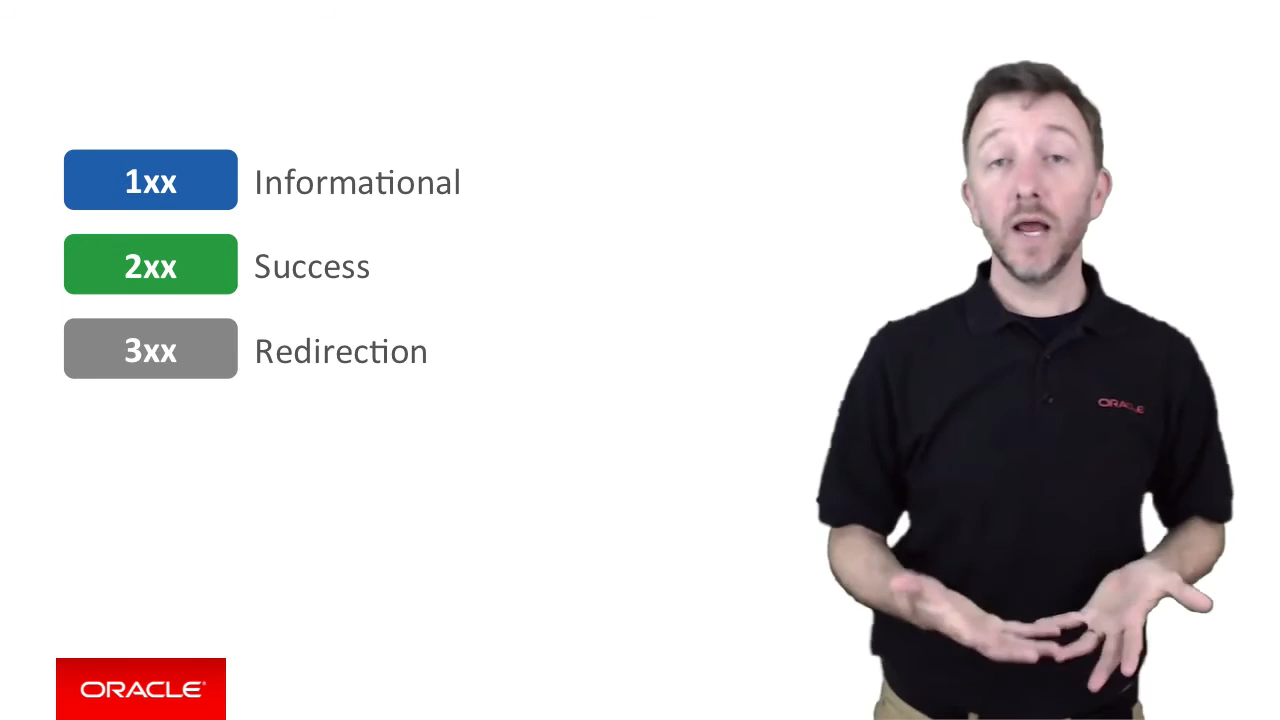 1xx Informational
2xx Success
3xx Redirection
ORACLE
ORACLE®